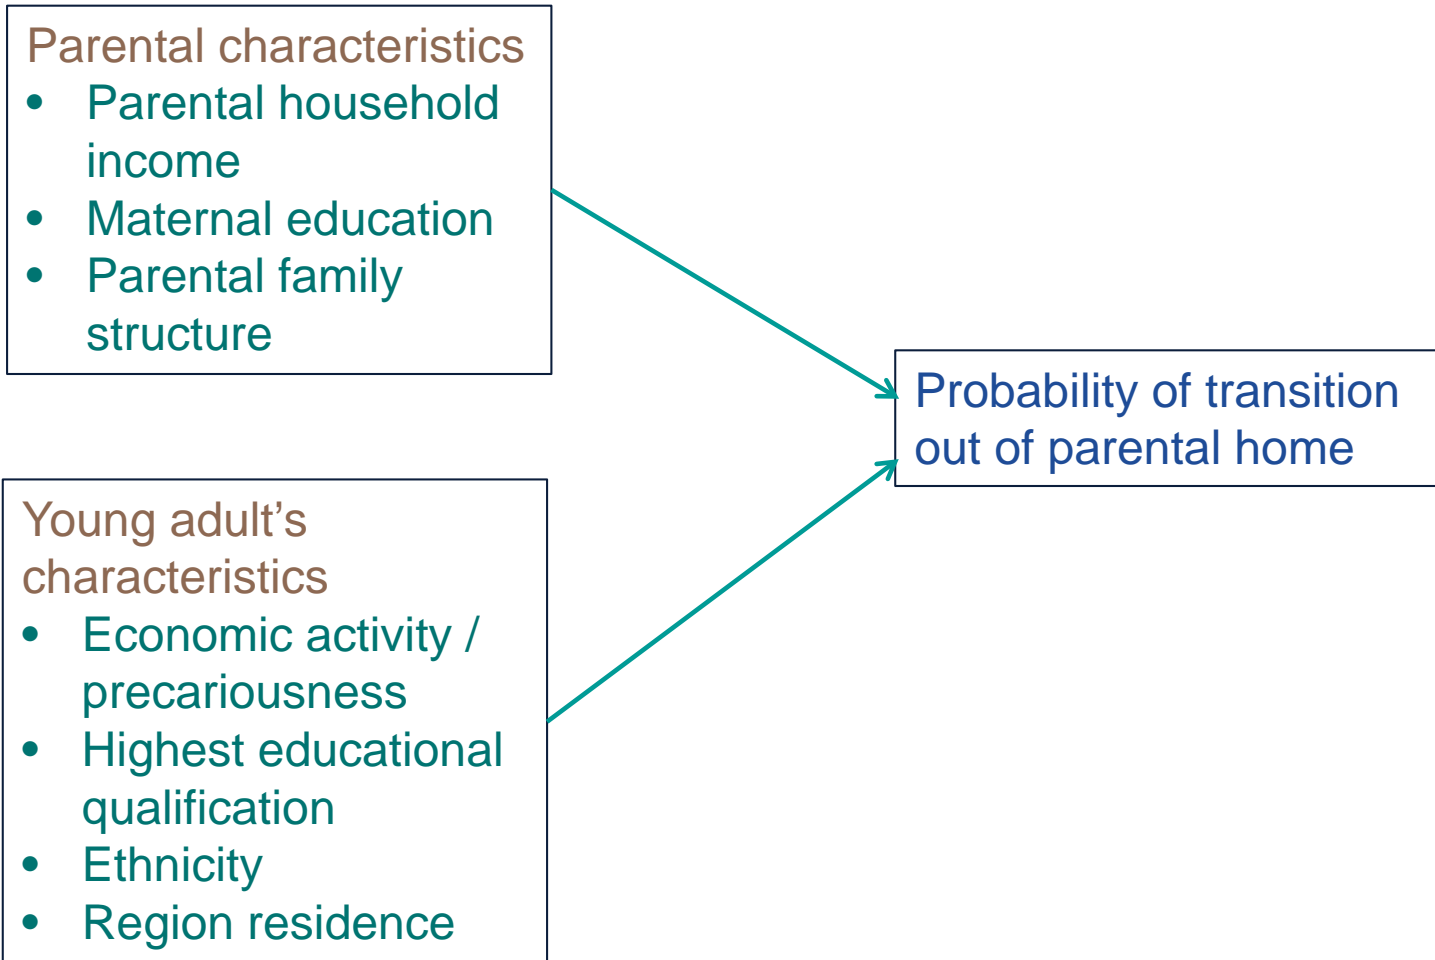 Parental characteristics
• Parental household
income
• Maternal education
• Parental family
structure
Probability of transition
out of parental home
Young adult’s
characteristics
• Economic activity /
precariousness
• Highest educational
qualification
• Ethnicity
• Region residence